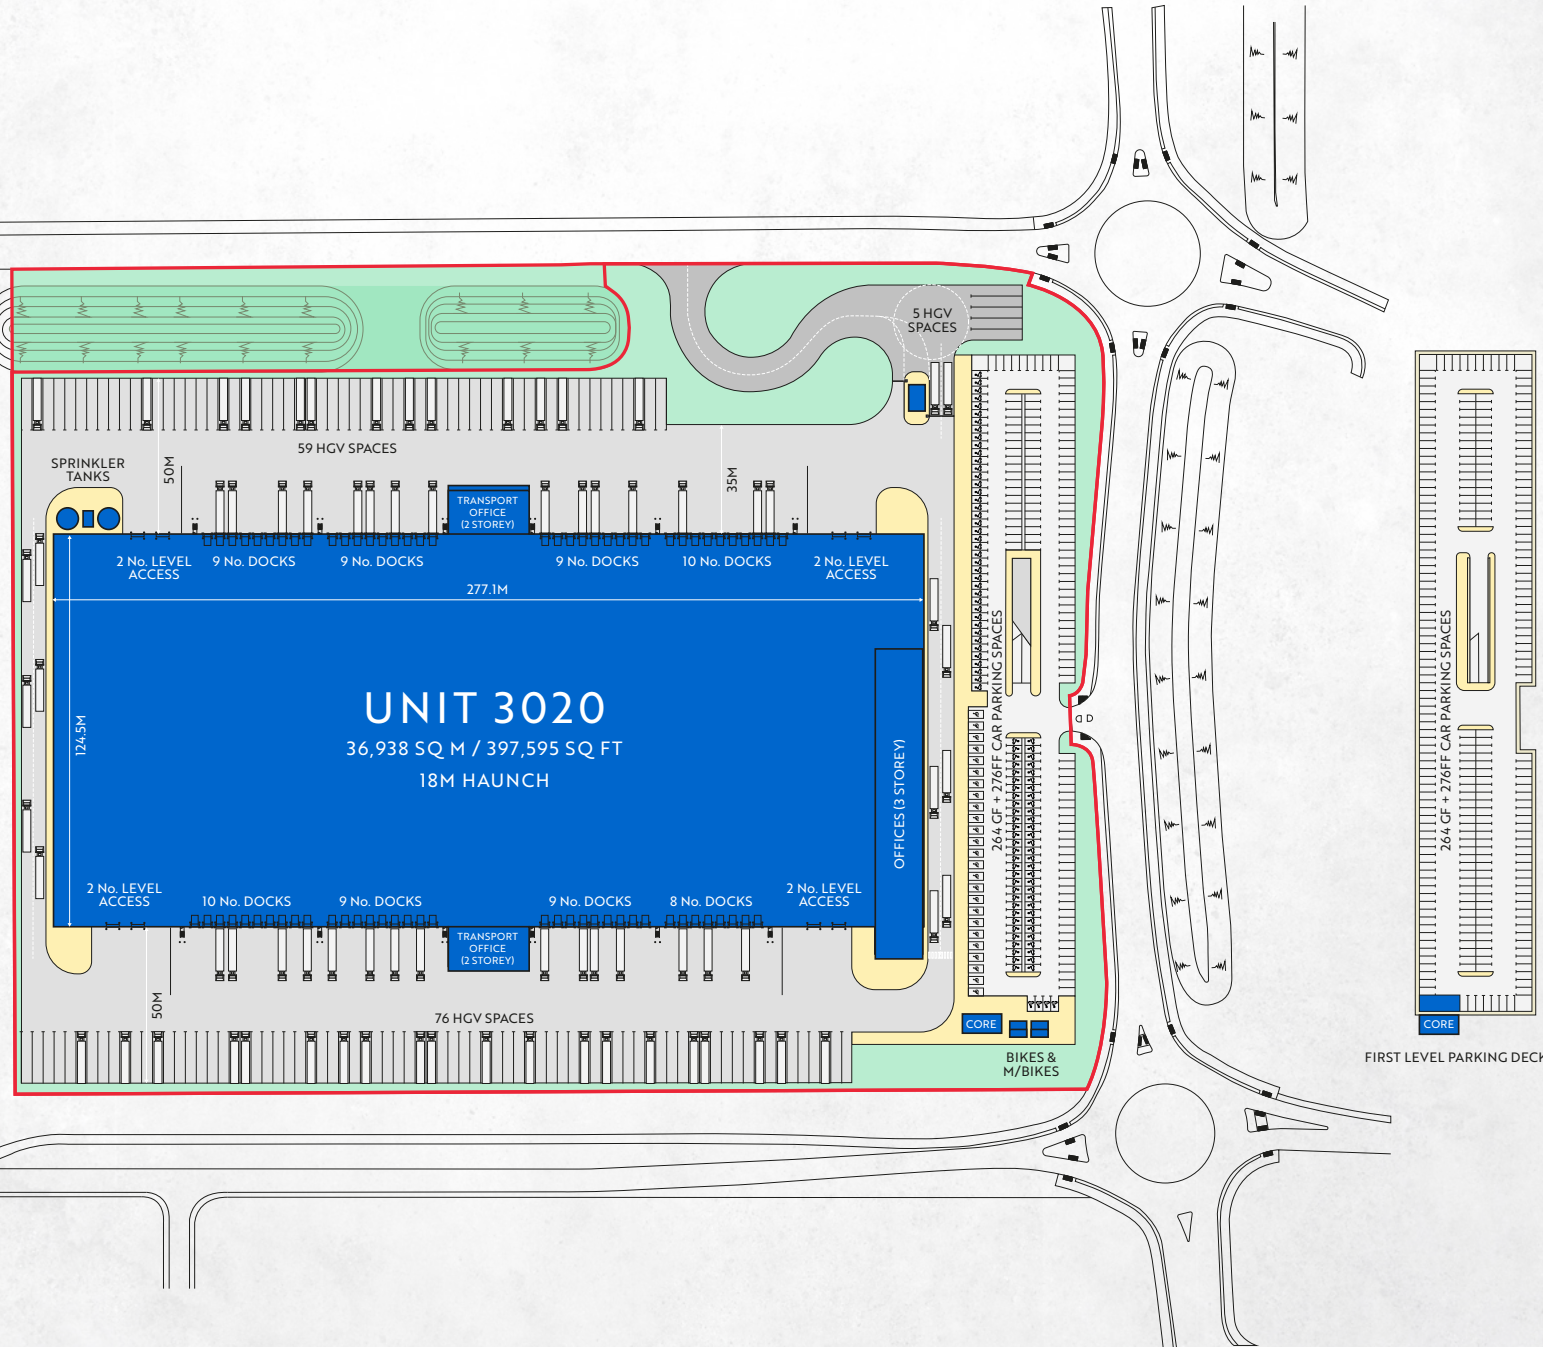 5 HGV
SPACES
59 HGV SPACES
SPRINKLER
TANKS
50M
35M
TRANSPORT
OFFICE
(2 STOREY)
2 No. LEVEL
ACCESS
9 No. DOCKS
9 No. DOCKS
9 No. DOCKS
10 No. DOCKS
2 No. LEVEL
ACCESS
277.1M
124.5M
UNIT 3020
36,938 SQ M / 397,595 SQ FT
18M HAUNCH
OFFICES (3 STOREY)
264 GF + 276FF CAR PARKING SPACES
264 GF + 276FF CAR PARKING SPACES
2 No. LEVEL
ACCESS
10 No. DOCKS
9 No. DOCKS
9 No. DOCKS
8 No. DOCKS
2 No. LEVEL
ACCESS
TRANSPORT
OFFICE
(2 STOREY)
50M
76 HGV SPACES
CORE
BIKES &
M/BIKES
CORE
FIRST LEVEL PARKING DECK